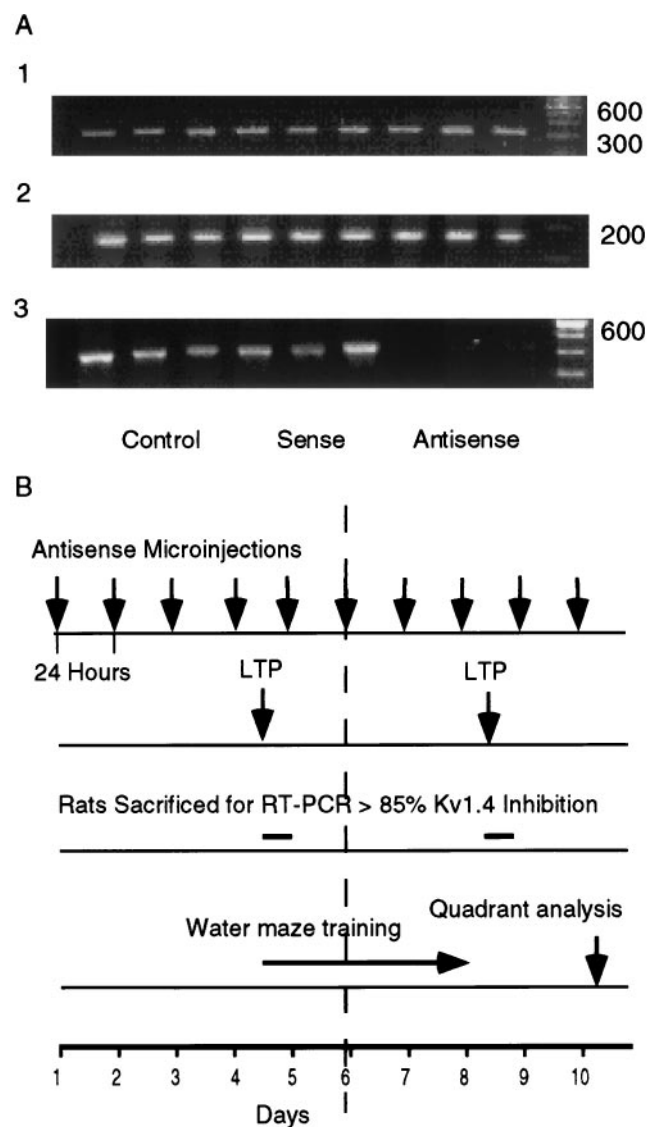 A
1
600
300
2
200
3
600
Control Sense Antisense
B
Antisense Microinjections
24 Hours
LTP LTP
Rats Sacrificed for RT-PCR > 85% Kv1.4 Inhibition
Quadrant analysis
Water maze training
1 2 3 4 5 6 7 8 9 10
Days